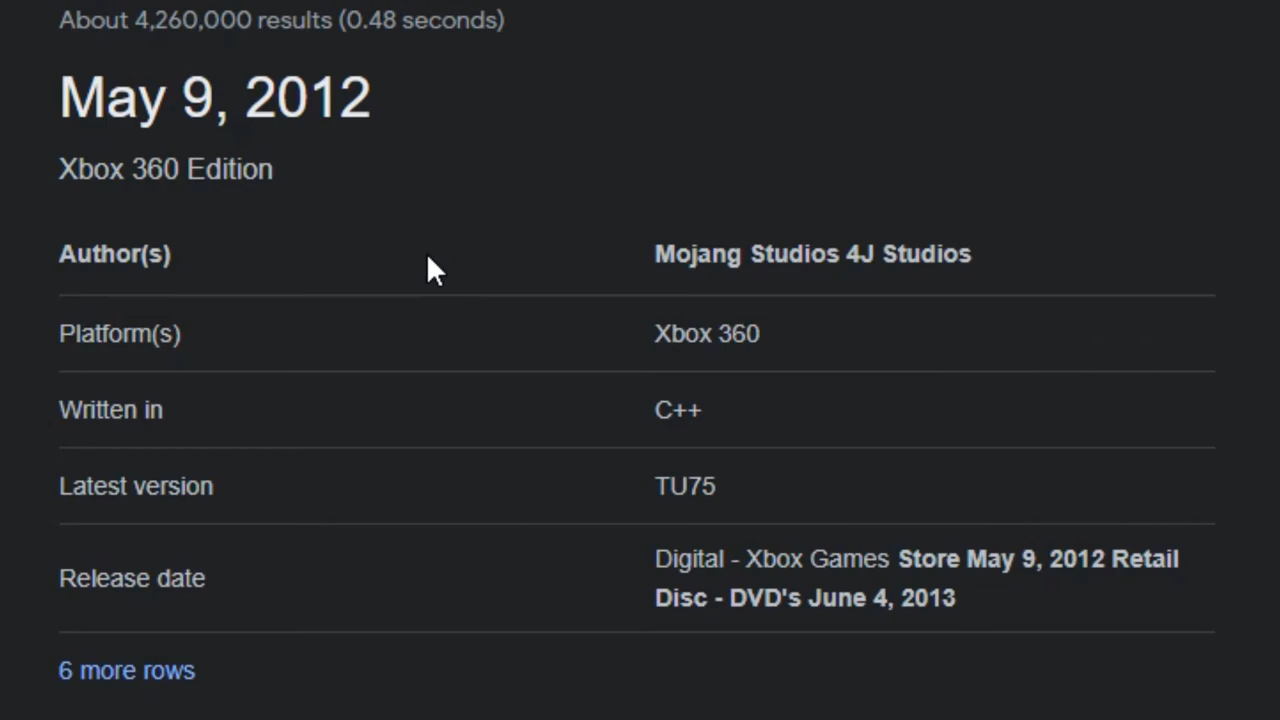 About 4,260,000 results (0.48 seconds)
May 9, 2012
Xbox 360 Edition
Author(s) Mojang Studios 4J Studios
Platform(s) Xbox 360
Written in C++
Latest version TU75
Release date Digital - Xbox Games Store May 9, 2012 Retail
Disc - DVD's June 4, 2013
6 more rows